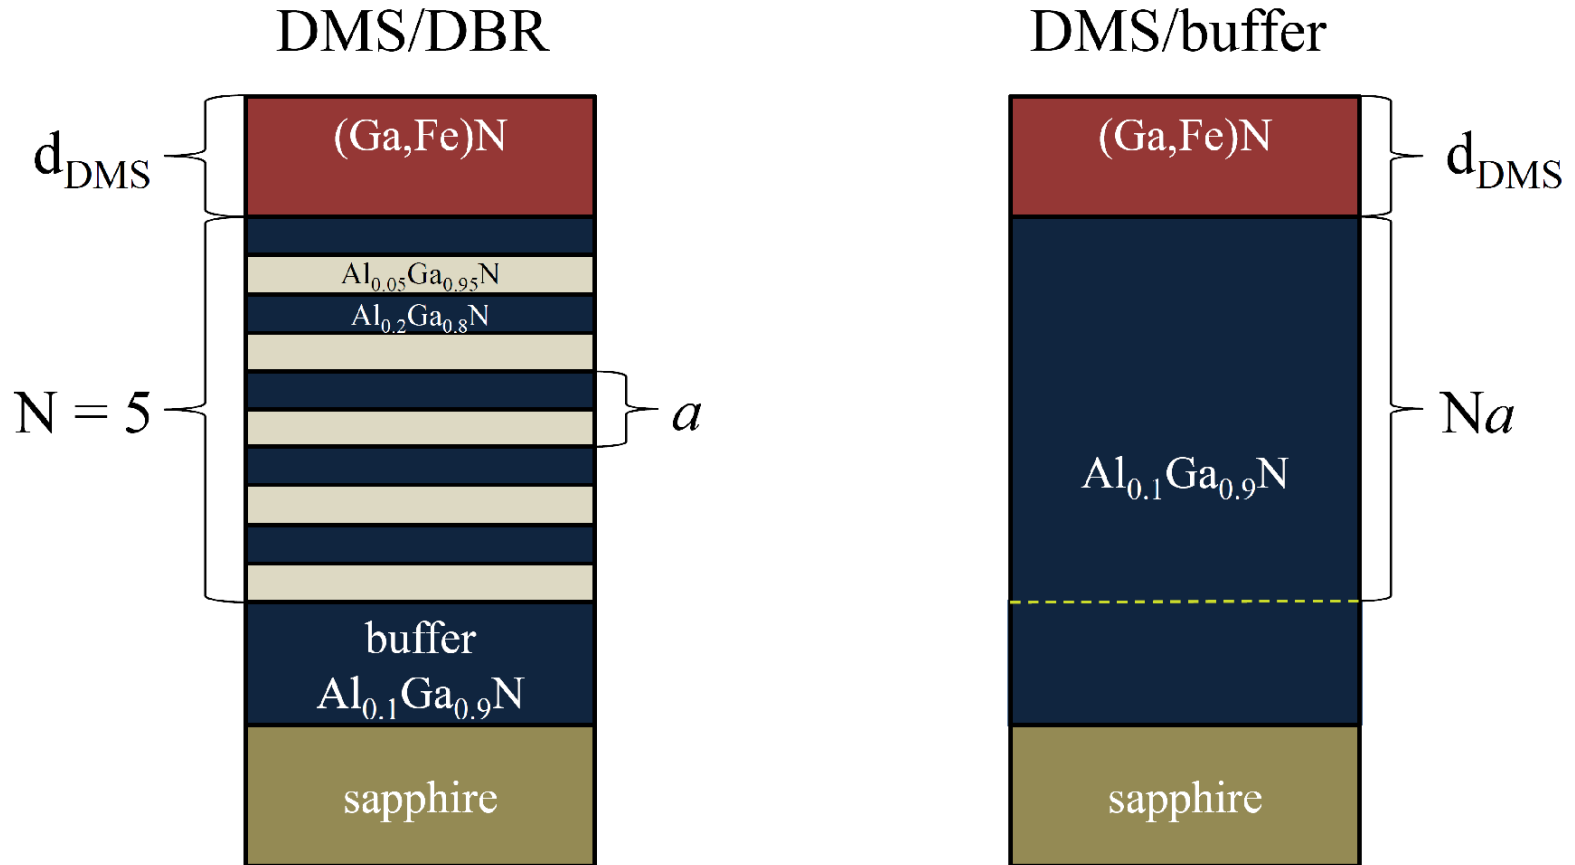 DMS/DBR
(Ga,Fe)N
d_DMS
Al_0.05Ga_0.95N
Al_0.2Ga_0.8N
N = 5
a
buffer
Al_0.1Ga_0.9N
sapphire
DMS/buffer
(Ga,Fe)N
d_DMS
Na
Al_0.1Ga_0.9N
sapphire